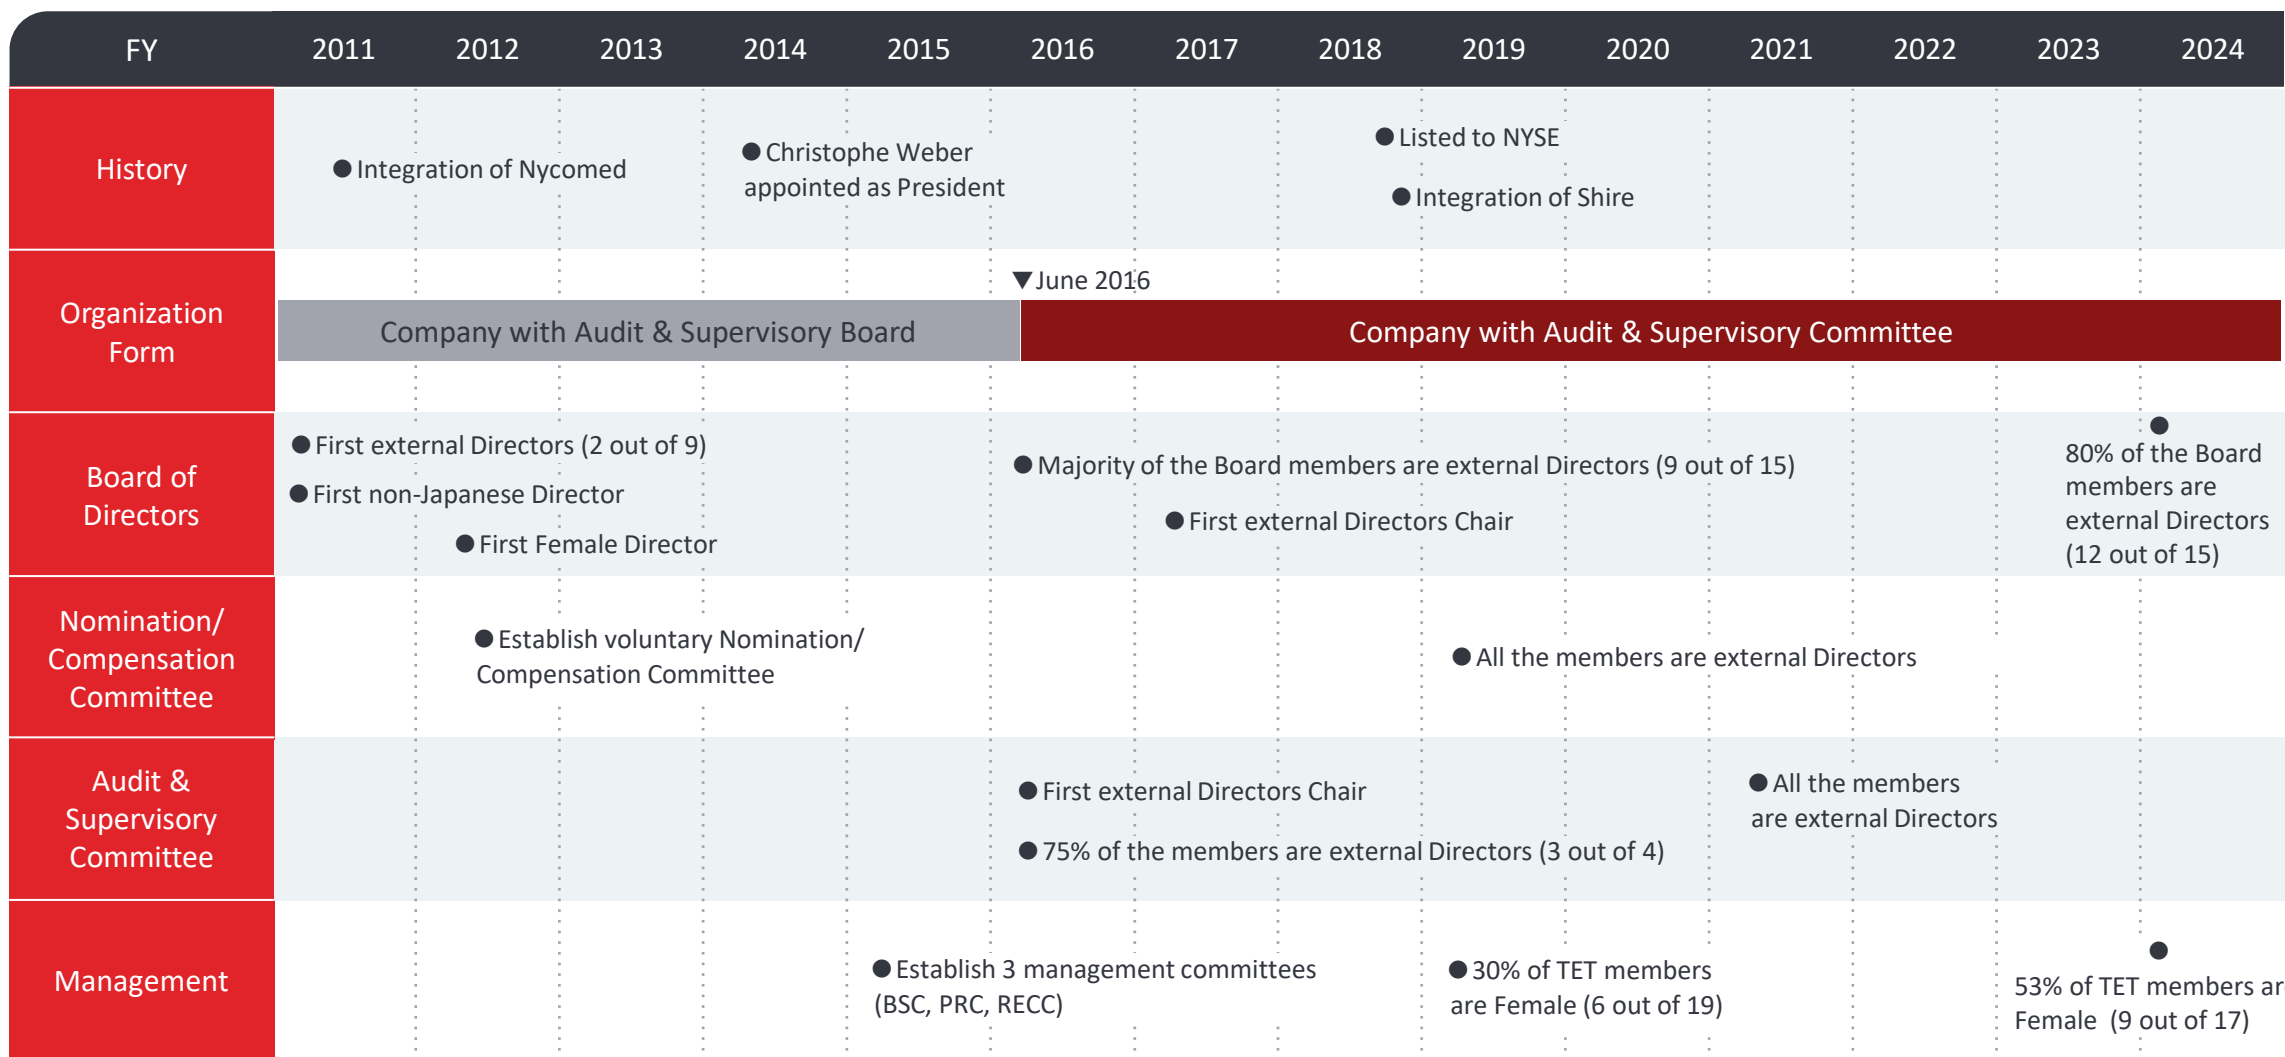 FY 2011 2012 2013 2014 2015 2016 2017 2018 2019 2020 2021 2022 2023 2024
History
● Integration of Nycomed
● Christophe Weber
appointed as President
● Listed to NYSE
● Integration of Shire
Organization
Form
▼June 2016
Company with Audit & Supervisory Board
Company with Audit & Supervisory Committee
Board of
Directors
● First external Directors (2 out of 9)
● First non-Japanese Director
● First Female Director
● Majority of the Board members are external Directors (9 out of 15)
● First external Directors Chair
●
80% of the Board
members are
external Directors
(12 out of 15)
Nomination/
Compensation
Committee
● Establish voluntary Nomination/
Compensation Committee
● All the members are external Directors
Audit &
Supervisory
Committee
● First external Directors Chair
● 75% of the members are external Directors (3 out of 4)
● All the members
are external Directors
Management
● Establish 3 management committees
(BSC, PRC, RECC)
● 30% of TET members
are Female (6 out of 19)
●
53% of TET members are
Female (9 out of 17)